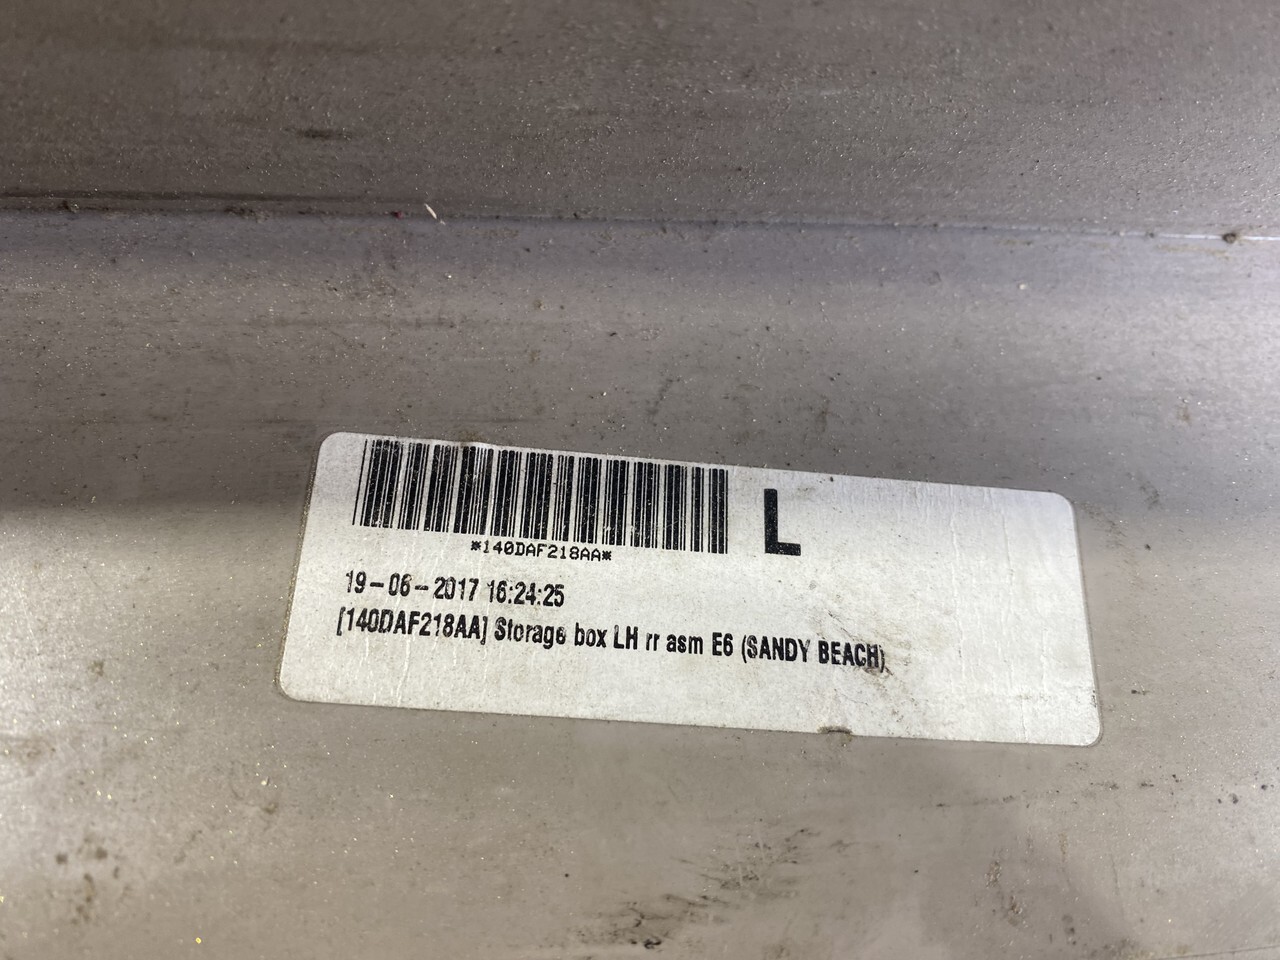 L
*140DAF218AA*
19-06-2017 16:24:25
[140DAF218AA] Storage box LH rr asm E6 (SANDY BEACH)